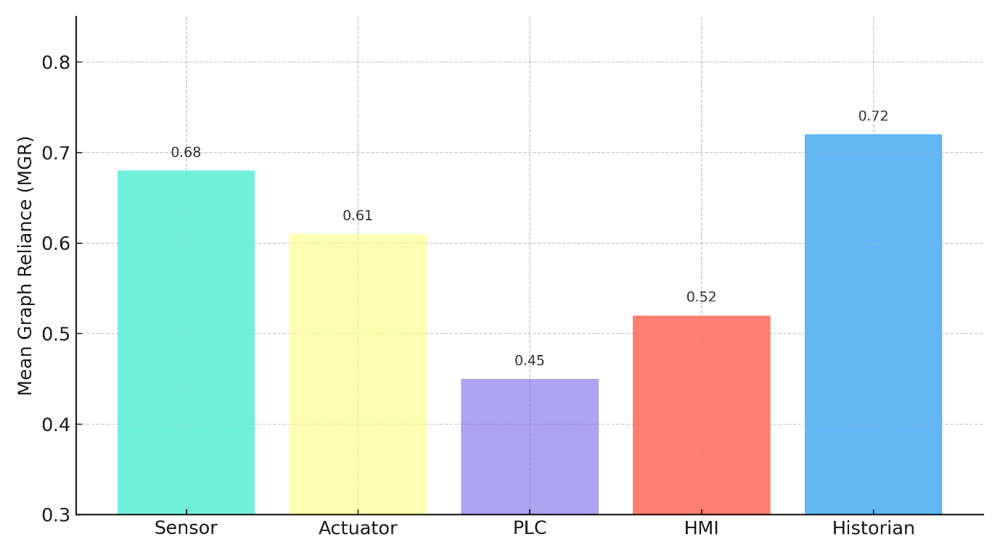 Mean Graph Reliance (MGR)
0.8
0.7
0.6
0.5
0.4
0.3
0.68
0.61
0.45
0.52
0.72
Sensor
Actuator
PLC
HMI
Historian